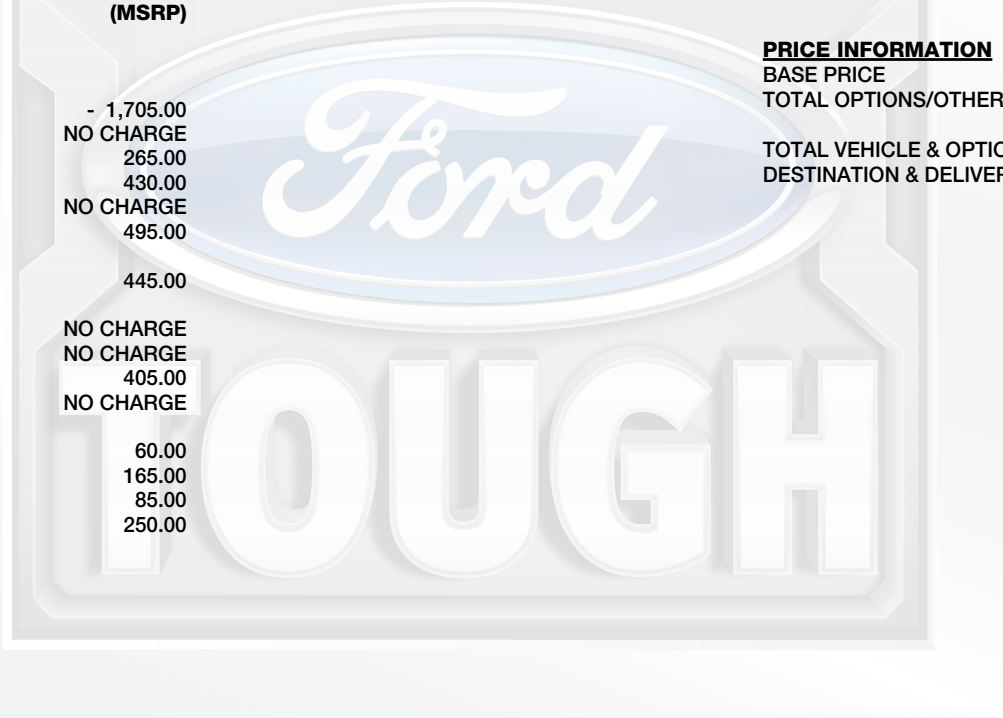 (MSRP)
- 1,705.00
NO CHARGE
265.00
430.00
NO CHARGE
495.00
445.00
NO CHARGE
NO CHARGE
405.00
NO CHARGE
60.00
165.00
85.00
250.00
PRICE INFORMATION
BASE PRICE
TOTAL OPTIONS/OTHER
TOTAL VEHICLE & OPTIO
DESTINATION & DELIVER
Ford
TOUGH